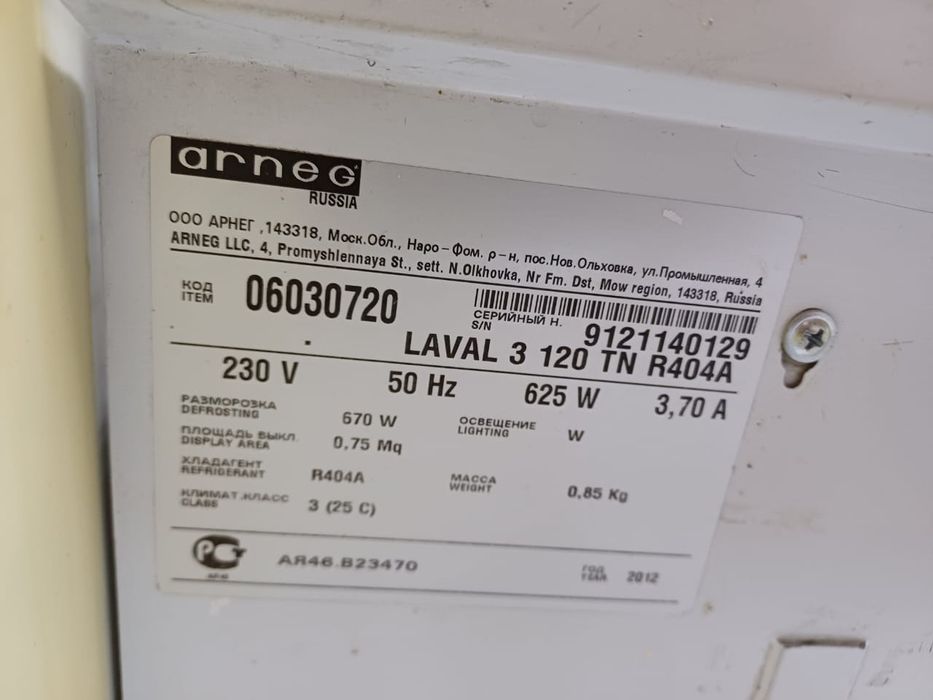 arneg
RUSSIA
ООО АРНЕГ ,143318, Моск.Обл., Наро-Фом. р-н, пос.Нов.Ольховка, ул.Промышленная, 4
ARNEG LLC, 4, Promyshlennaya St., sett. N.Olkhovka, Nr Fm. Dst, Mow region, 143318, Russia
КОД
ITEM 06030720
СЕРИЙНЫЙ Н.
S/N 9121140129
LAVAL 3 120 TN R404A
230 V 50 Hz 625 W 3,70 A
РАЗМОРОЗКА
DEFROSTING 670 W
ОСВЕЩЕНИЕ
LIGHTING W
ПЛОЩАДЬ ВЫКЛ.
DISPLAY AREA 0,75 Mq
ХЛАДАГЕНТ
REFRIGERANT R404A
МАССА
WEIGHT 0,85 Kg
КЛИМАТ.КЛАСС
CLASS 3 (25 C)
АЯ46.В23470
ГОД
YEAR 2012